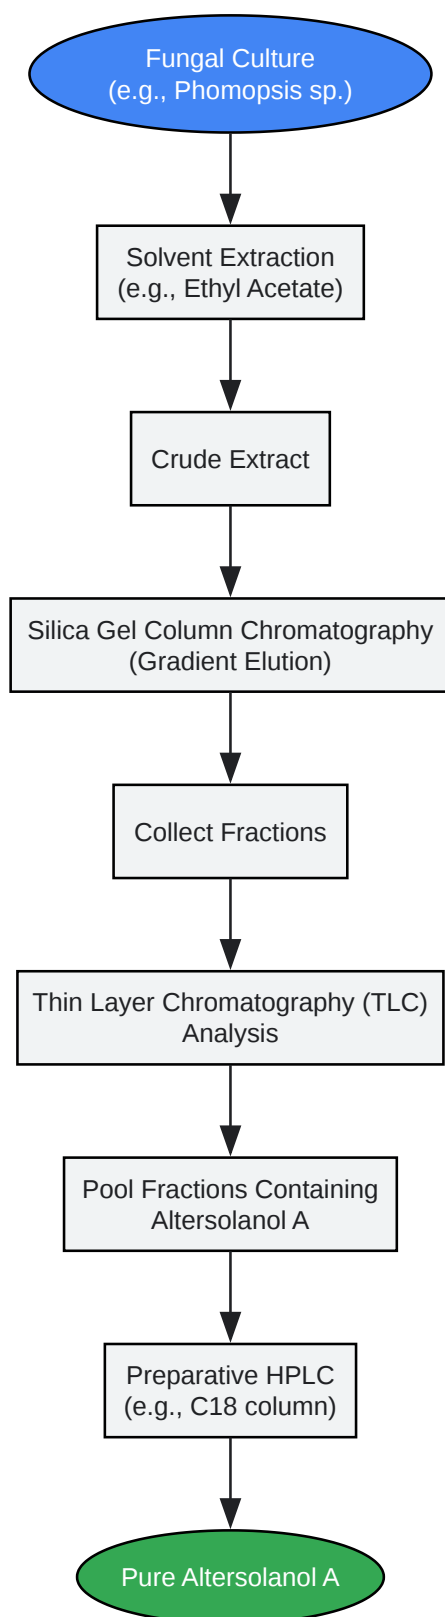 Fungal Culture
(e.g., Phomopsis sp.)
Solvent Extraction
(e.g., Ethyl Acetate)
Crude Extract
Silica Gel Column Chromatography
(Gradient Elution)
Collect Fractions
Thin Layer Chromatography (TLC)
Analysis
Pool Fractions Containing
Altersolanol A
Preparative HPLC
(e.g., C18 column)
Pure Altersolanol A